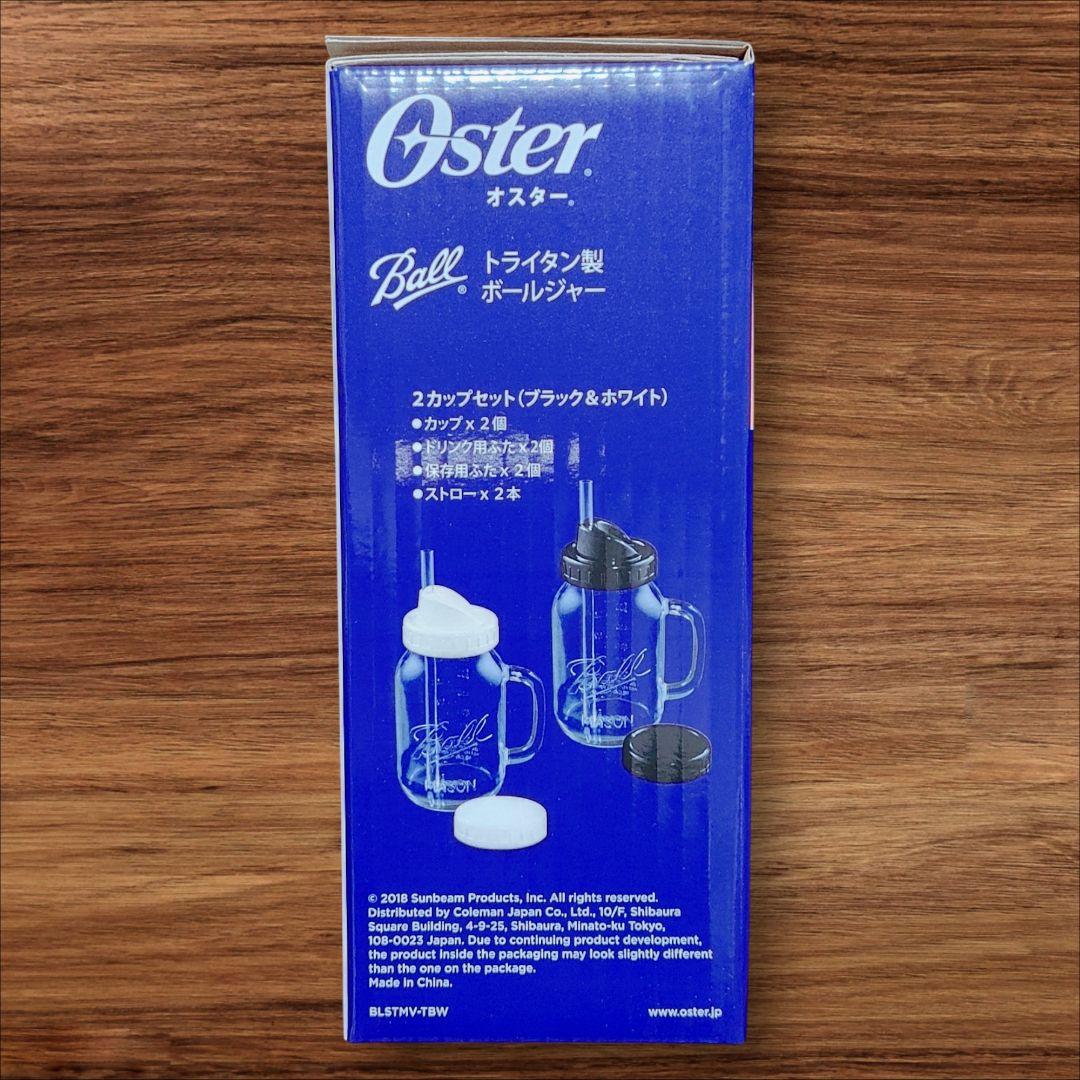 Oster®
オスター®
Ball® トライタン製
ボールジャー
2カップセット（ブラック&ホワイト）
●カップ x 2個
●ドリンク用ふた x 2個
●保存用ふた x 2個
●ストロー x 2本
Ball
MASON
Ball
MASON
© 2018 Sunbeam Products, Inc. All rights reserved.
Distributed by Coleman Japan Co., Ltd., 10/F, Shibaura
Square Building, 4-9-25, Shibaura, Minato-ku Tokyo,
108-0023 Japan. Due to continuing product development,
the product inside the packaging may look slightly different
than the one on the package.
Made in China.
BLSTMV-TBW www.oster.jp